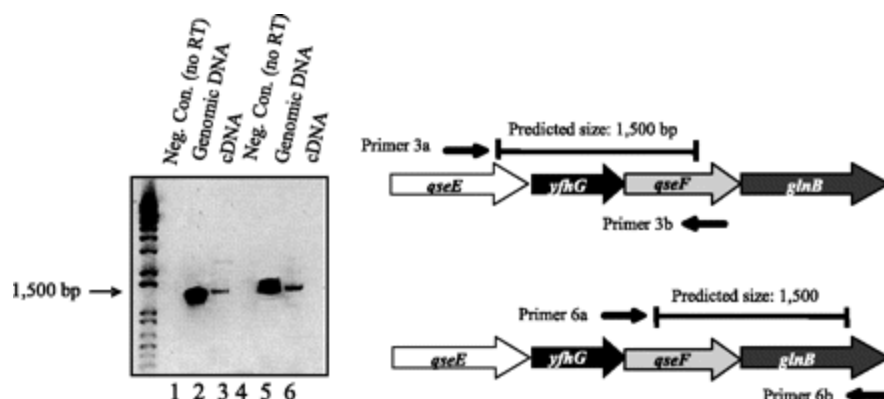 Neg. Con. (no RT)
Genomic DNA
cDNA
Neg. Con. (no RT)
Genomic DNA
cDNA
1,500 bp
1 2 3 4 5 6
Predicted size: 1,500 bp
Primer 3a
qseE yfhG qseF glnB
Primer 3b
Predicted size: 1,500
Primer 6a
qseE yfhG qseF glnB
Primer 6b